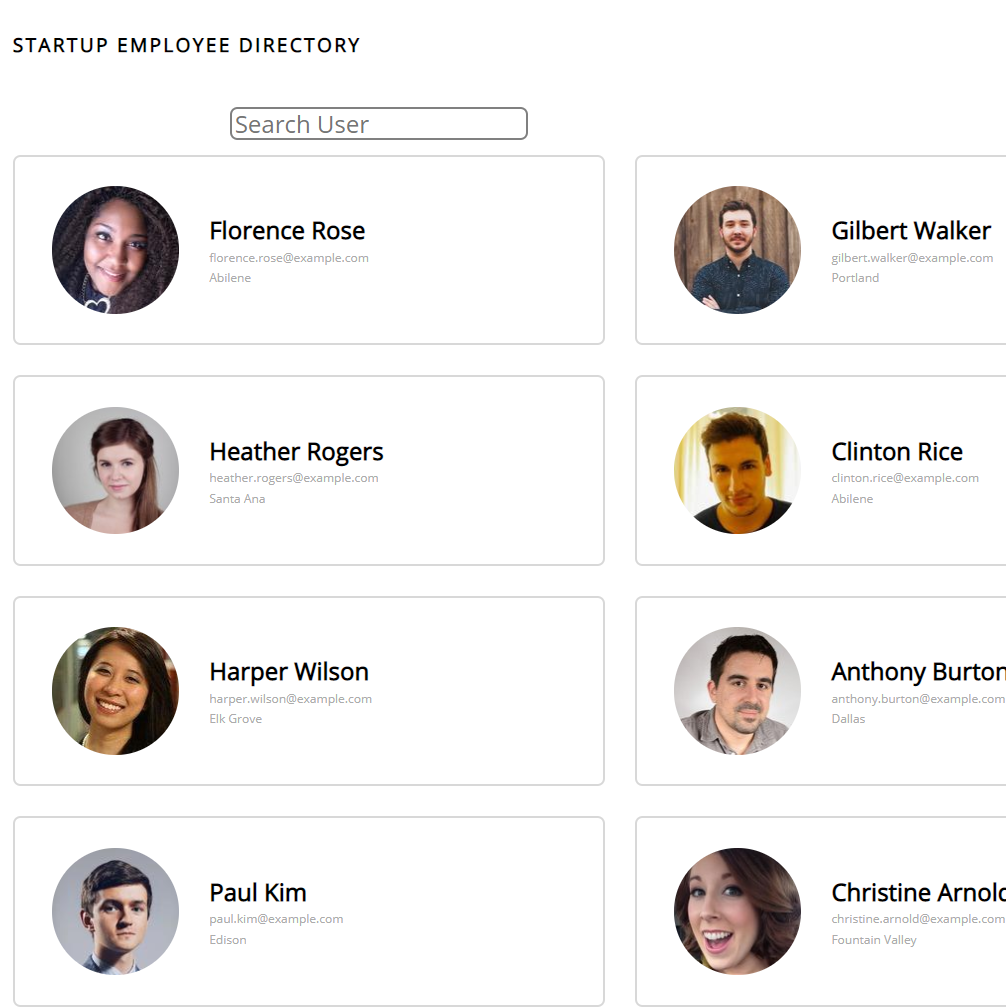 STARTUP EMPLOYEE DIRECTORY
Search User
Florence Rose
florence.rose@example.com
Abilene
Gilbert Walker
gilbert.walker@example.com
Portland
Heather Rogers
heather.rogers@example.com
Santa Ana
Clinton Rice
clinton.rice@example.com
Abilene
Harper Wilson
harper.wilson@example.com
Elk Grove
Anthony Burton
anthony.burton@example.com
Dallas
Paul Kim
paul.kim@example.com
Edison
Christine Arnold
christine.arnold@example.com
Fountain Valley